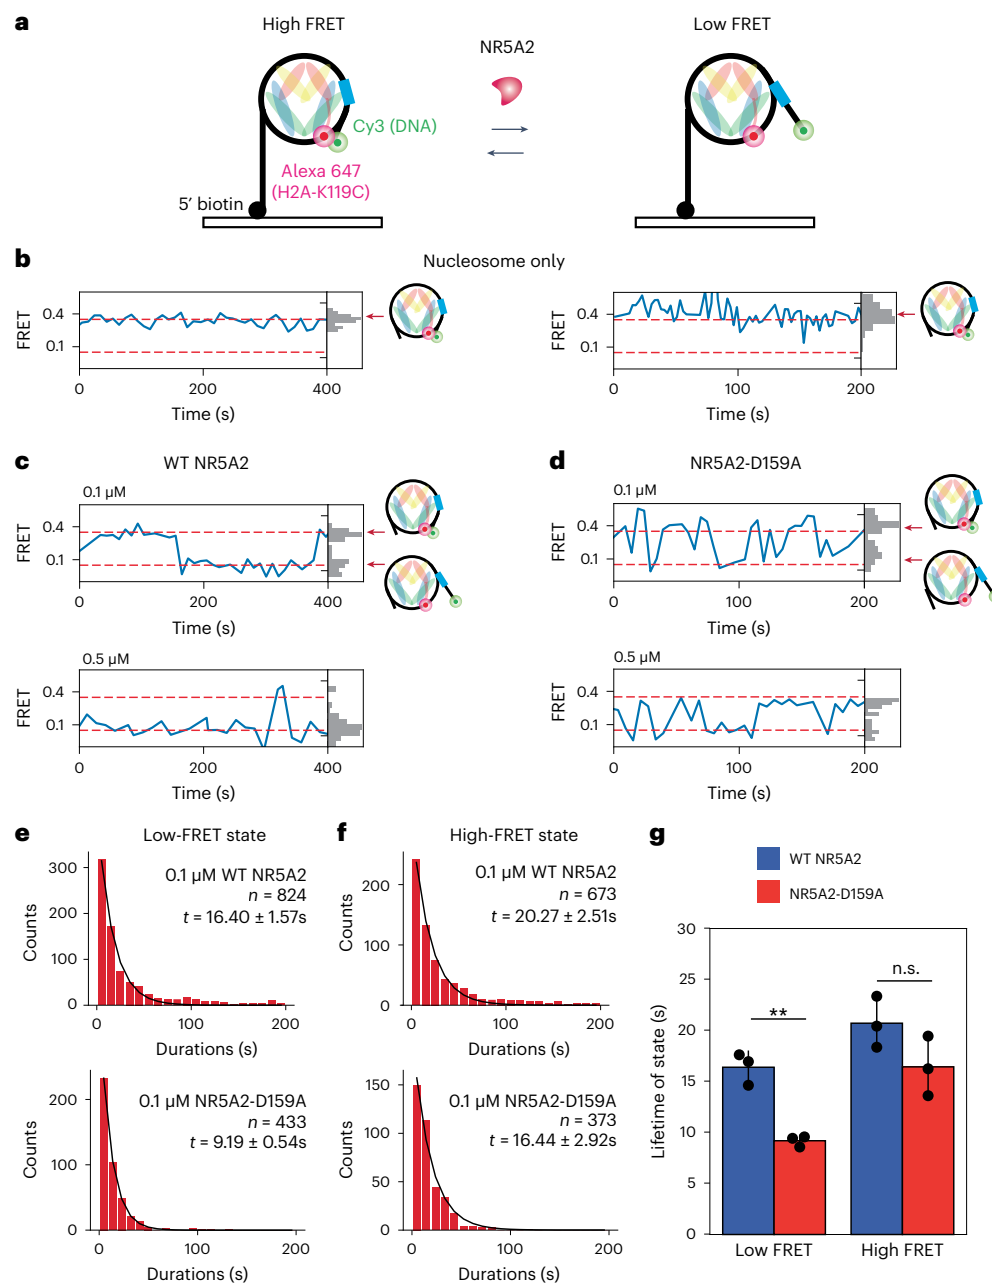 a
High FRET
NR5A2
Low FRET
Cy3 (DNA)
Alexa 647
(H2A-K119C)
5′ biotin
b
Nucleosome only
FRET
0.4
0.1
0
200
400
Time (s)
FRET
0.4
0.1
0
100
200
Time (s)
c
WT NR5A2
0.1 µM
FRET
0.4
0.1
0
200
400
Time (s)
0.5 µM
FRET
0.4
0.1
0
200
400
Time (s)
d
NR5A2-D159A
0.1 µM
FRET
0.4
0.1
0
100
200
Time (s)
0.5 µM
FRET
0.4
0.1
0
100
200
Time (s)
e
Low-FRET state
0.1 µM WT NR5A2
n = 824
t = 16.40 ± 1.57s
Counts
300
200
100
0
0
100
200
Durations (s)
0.1 µM NR5A2-D159A
n = 433
t = 9.19 ± 0.54s
Counts
200
100
0
0
100
200
Durations (s)
f
High-FRET state
0.1 µM WT NR5A2
n = 673
t = 20.27 ± 2.51s
Counts
200
100
0
0
100
200
Durations (s)
0.1 µM NR5A2-D159A
n = 373
t = 16.44 ± 2.92s
Counts
150
100
50
0
0
100
200
Durations (s)
g
WT NR5A2
NR5A2-D159A
Lifetime of state (s)
30
25
20
15
10
5
0
**
n.s.
Low FRET
High FRET